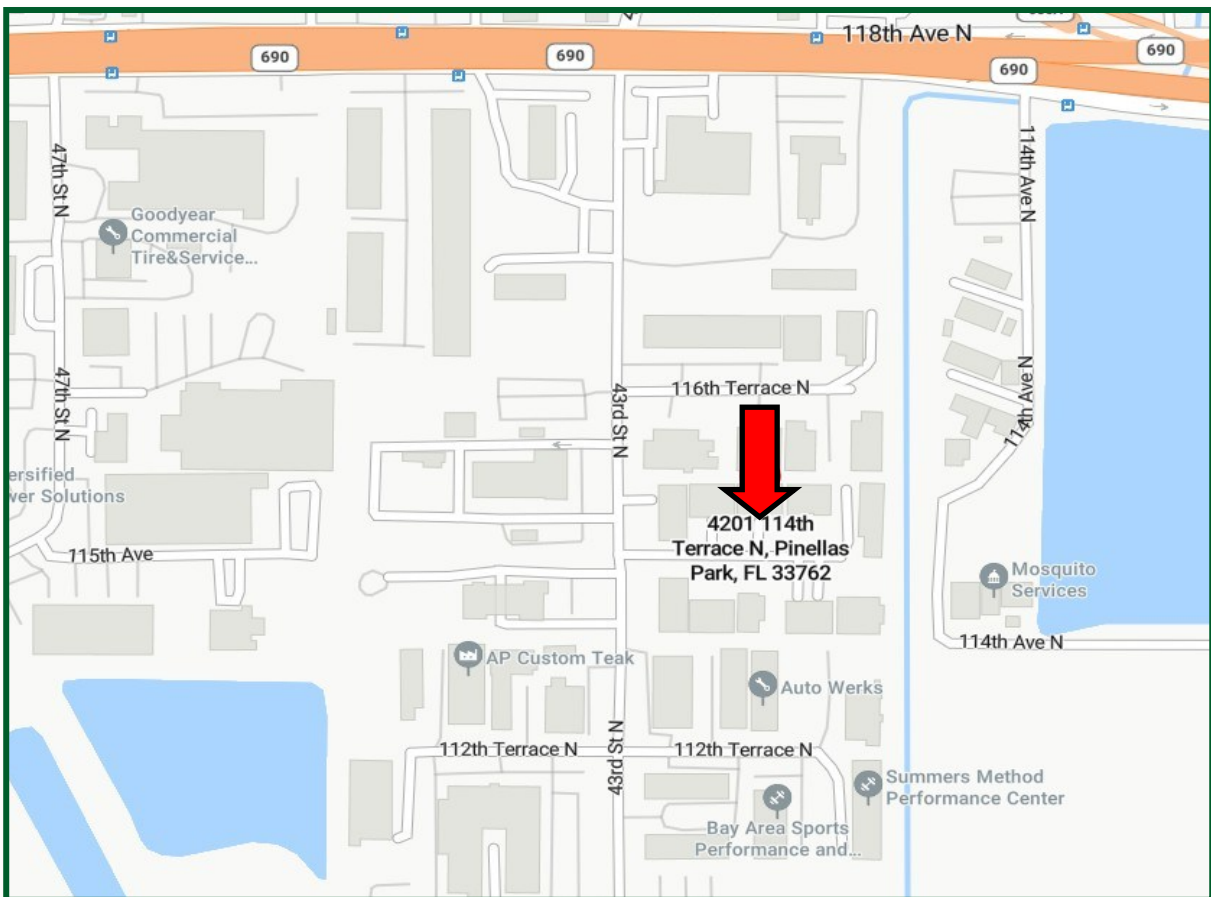 118th Ave N
690
690
690
690
47th St N
114th Ave N
Goodyear
Commercial
Tire&Service...
116th Terrace N
47th St N
43rd St N
114th Ave N
ersified
wer Solutions
4201 114th
Terrace N, Pinellas
Park, FL 33762
115th Ave
Mosquito
Services
114th Ave N
AP Custom Teak
Auto Werks
43rd St N
112th Terrace N
112th Terrace N
Summers Method
Performance Center
Bay Area Sports
Performance and...